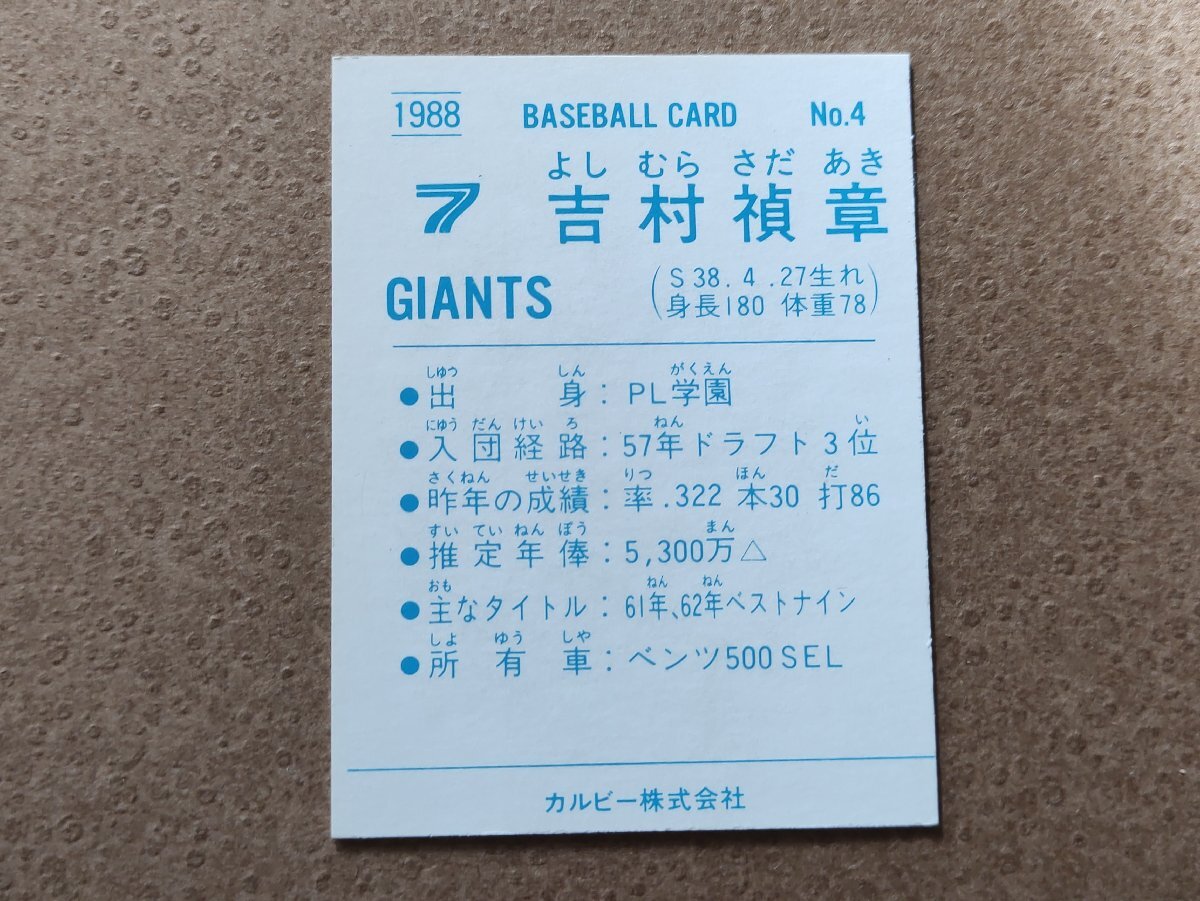 1988 BASEBALL CARD No.4
よし むら さだ あき
7 吉村禎章
GIANTS
(S38.4.27生れ
身長180 体重78)
しゆつ しん がくえん
●出身:PL学園
にゆう だん けい ろ ねん い
●入団経路:57年ドラフト3位
さくねん せいせき りつ ほん だ
●昨年の成績:率.322 本30 打86
すい てい ねん ぽう まん
●推定年俸:5,300万△
おも ねん ねん
●主なタイトル:61年、62年ベストナイン
しよ ゆう しや
●所有車:ベンツ500SEL
カルビー株式会社